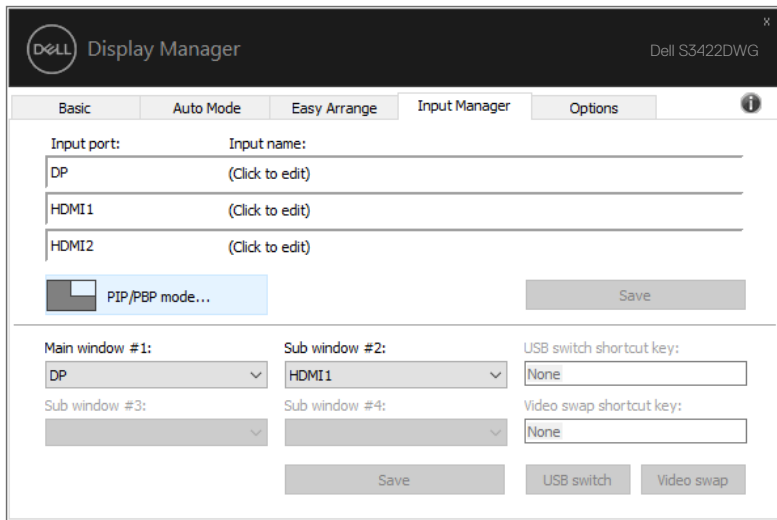 x
DELL Display Manager
Dell S3422DWG
Basic Auto Mode Easy Arrange Input Manager Options i
Input port: Input name:
DP (Click to edit)
HDMI1 (Click to edit)
HDMI2 (Click to edit)
PIP/PBP mode... Save
Main window #1: Sub window #2: USB switch shortcut key:
DP HDMI1 None
Sub window #3: Sub window #4: Video swap shortcut key:
None
Save USB switch Video swap